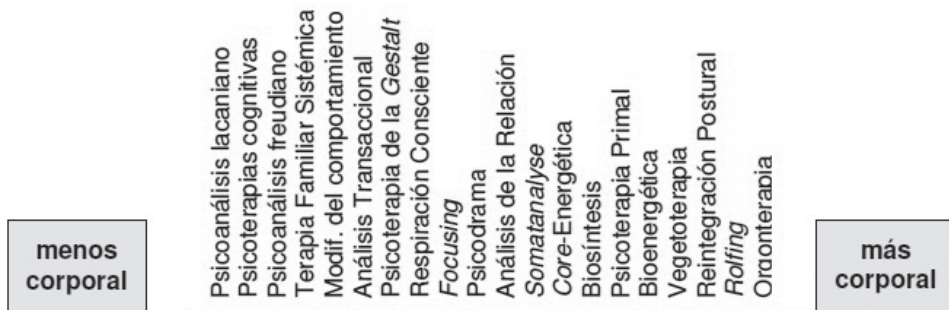 menos
corporal
Psicoanálisis lacaniano
Psicoterapias cognitivas
Psicoanálisis freudiano
Terapia Familiar Sistémica
Modif. del comportamiento
Análisis Transaccional
Psicoterapia de la Gestalt
Respiración Consciente
Focusing
Psicodrama
Análisis de la Relación
Somatanalyse
Core-Energética
Biosíntesis
Psicoterapia Primal
Bioenergética
Vegetoterapia
Reintegración Postural
Rolfing
Orgonterapia
más
corporal